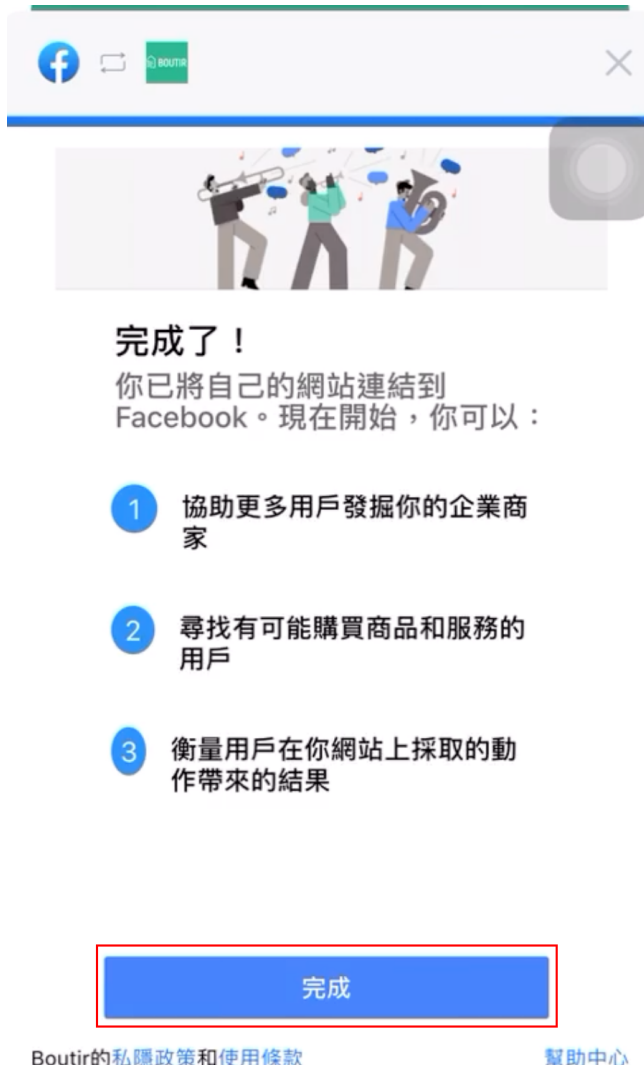 BOUTIR
完成了！
你已將自己的網站連結到
Facebook。現在開始，你可以：
1 協助更多用戶發掘你的企業商
家
2 尋找有可能購買商品和服務的
用戶
3 衡量用戶在你網站上採取的動
作帶來的結果
完成
Boutir的私隱政策和使用條款 幫助中心